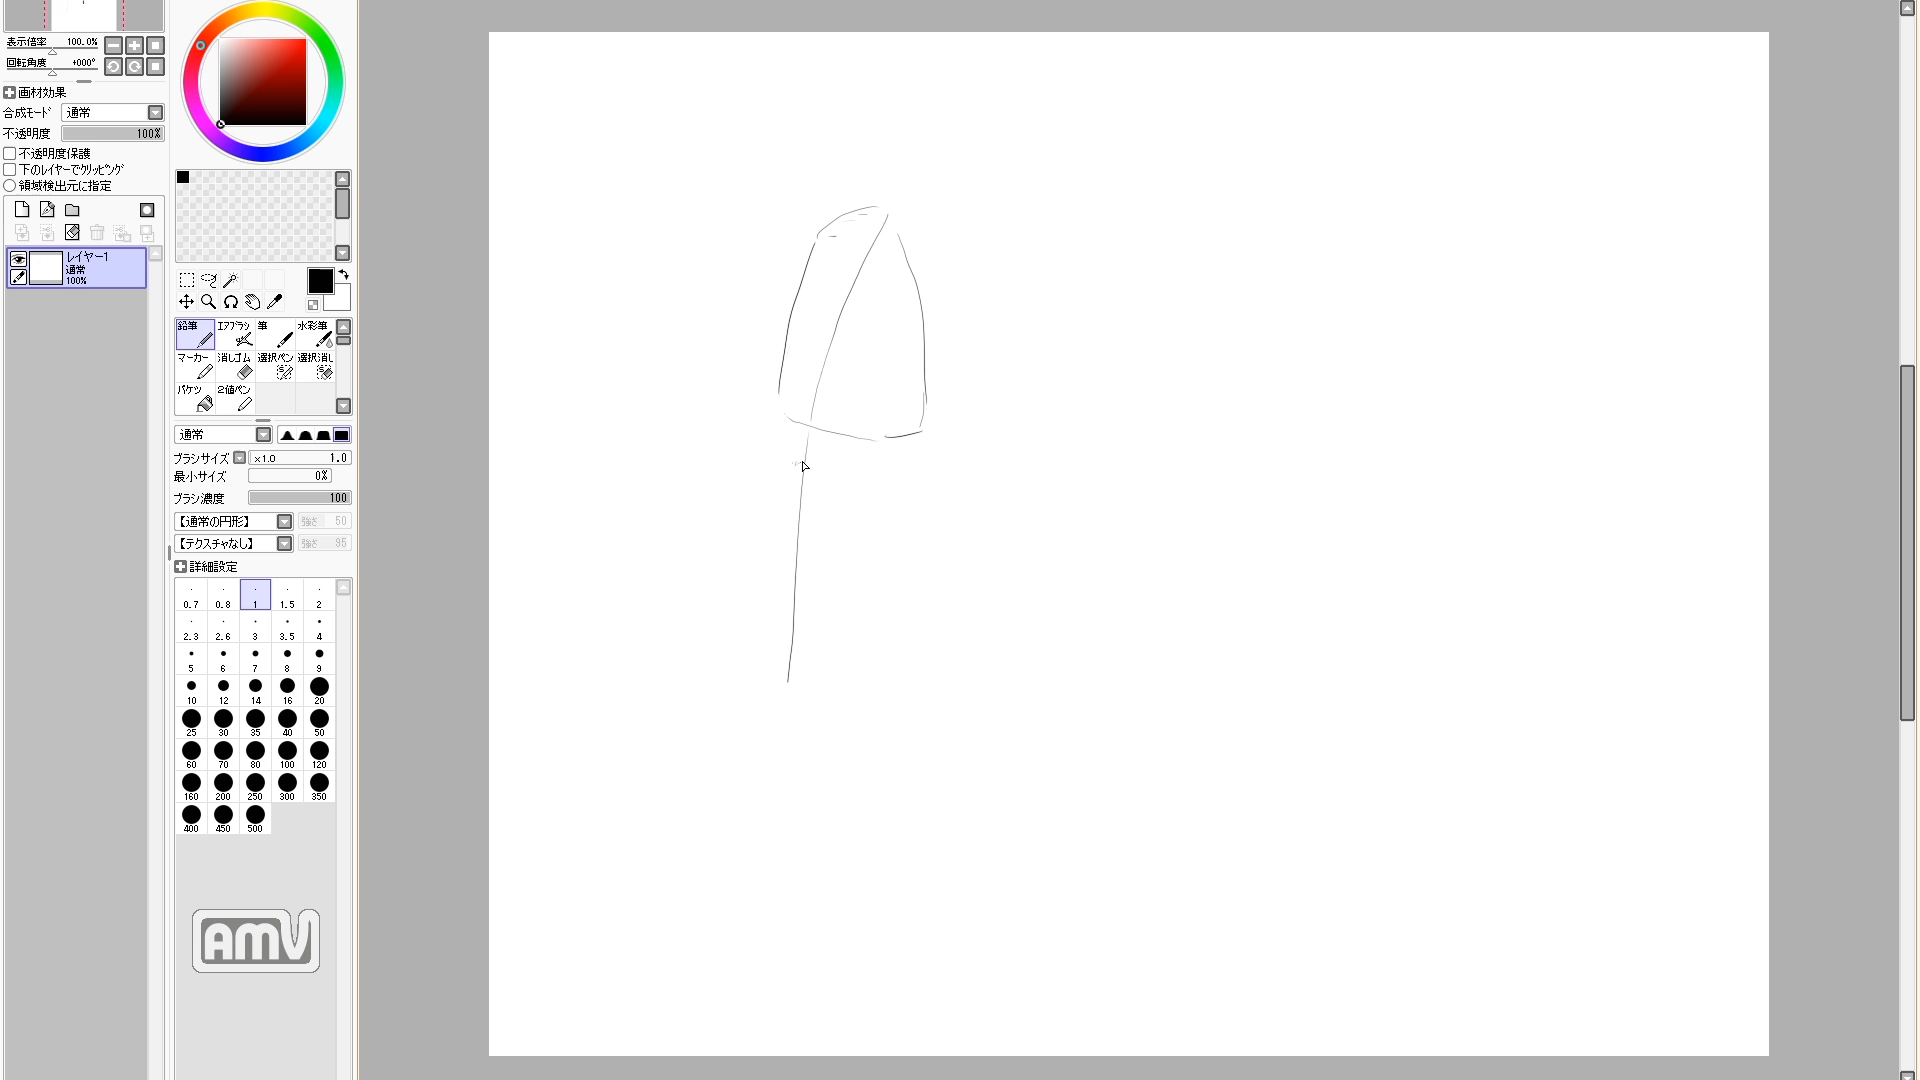 表示倍率 100.0%
回転角度 +000°
画材効果
合成モード 通常
不透明度 100%
不透明度保護
下のレイヤーでクリッピング
領域検出元に指定
レイヤー1
通常
100%
鉛筆 エアブラシ 筆 水彩筆
マーカー 消しゴム 選択ペン 選択消し
バケツ 2値ペン
通常
ブラシサイズ ×1.0 1.0
最小サイズ 0%
ブラシ濃度 100
【通常の円形】 強さ 50
【テクスチャなし】 強さ 95
詳細設定
0.7 0.8 1 1.5 2
2.3 2.6 3 3.5 4
5 6 7 8 9
10 12 14 16 20
25 30 35 40 50
60 70 80 100 120
160 200 250 300 350
400 450 500
AMV